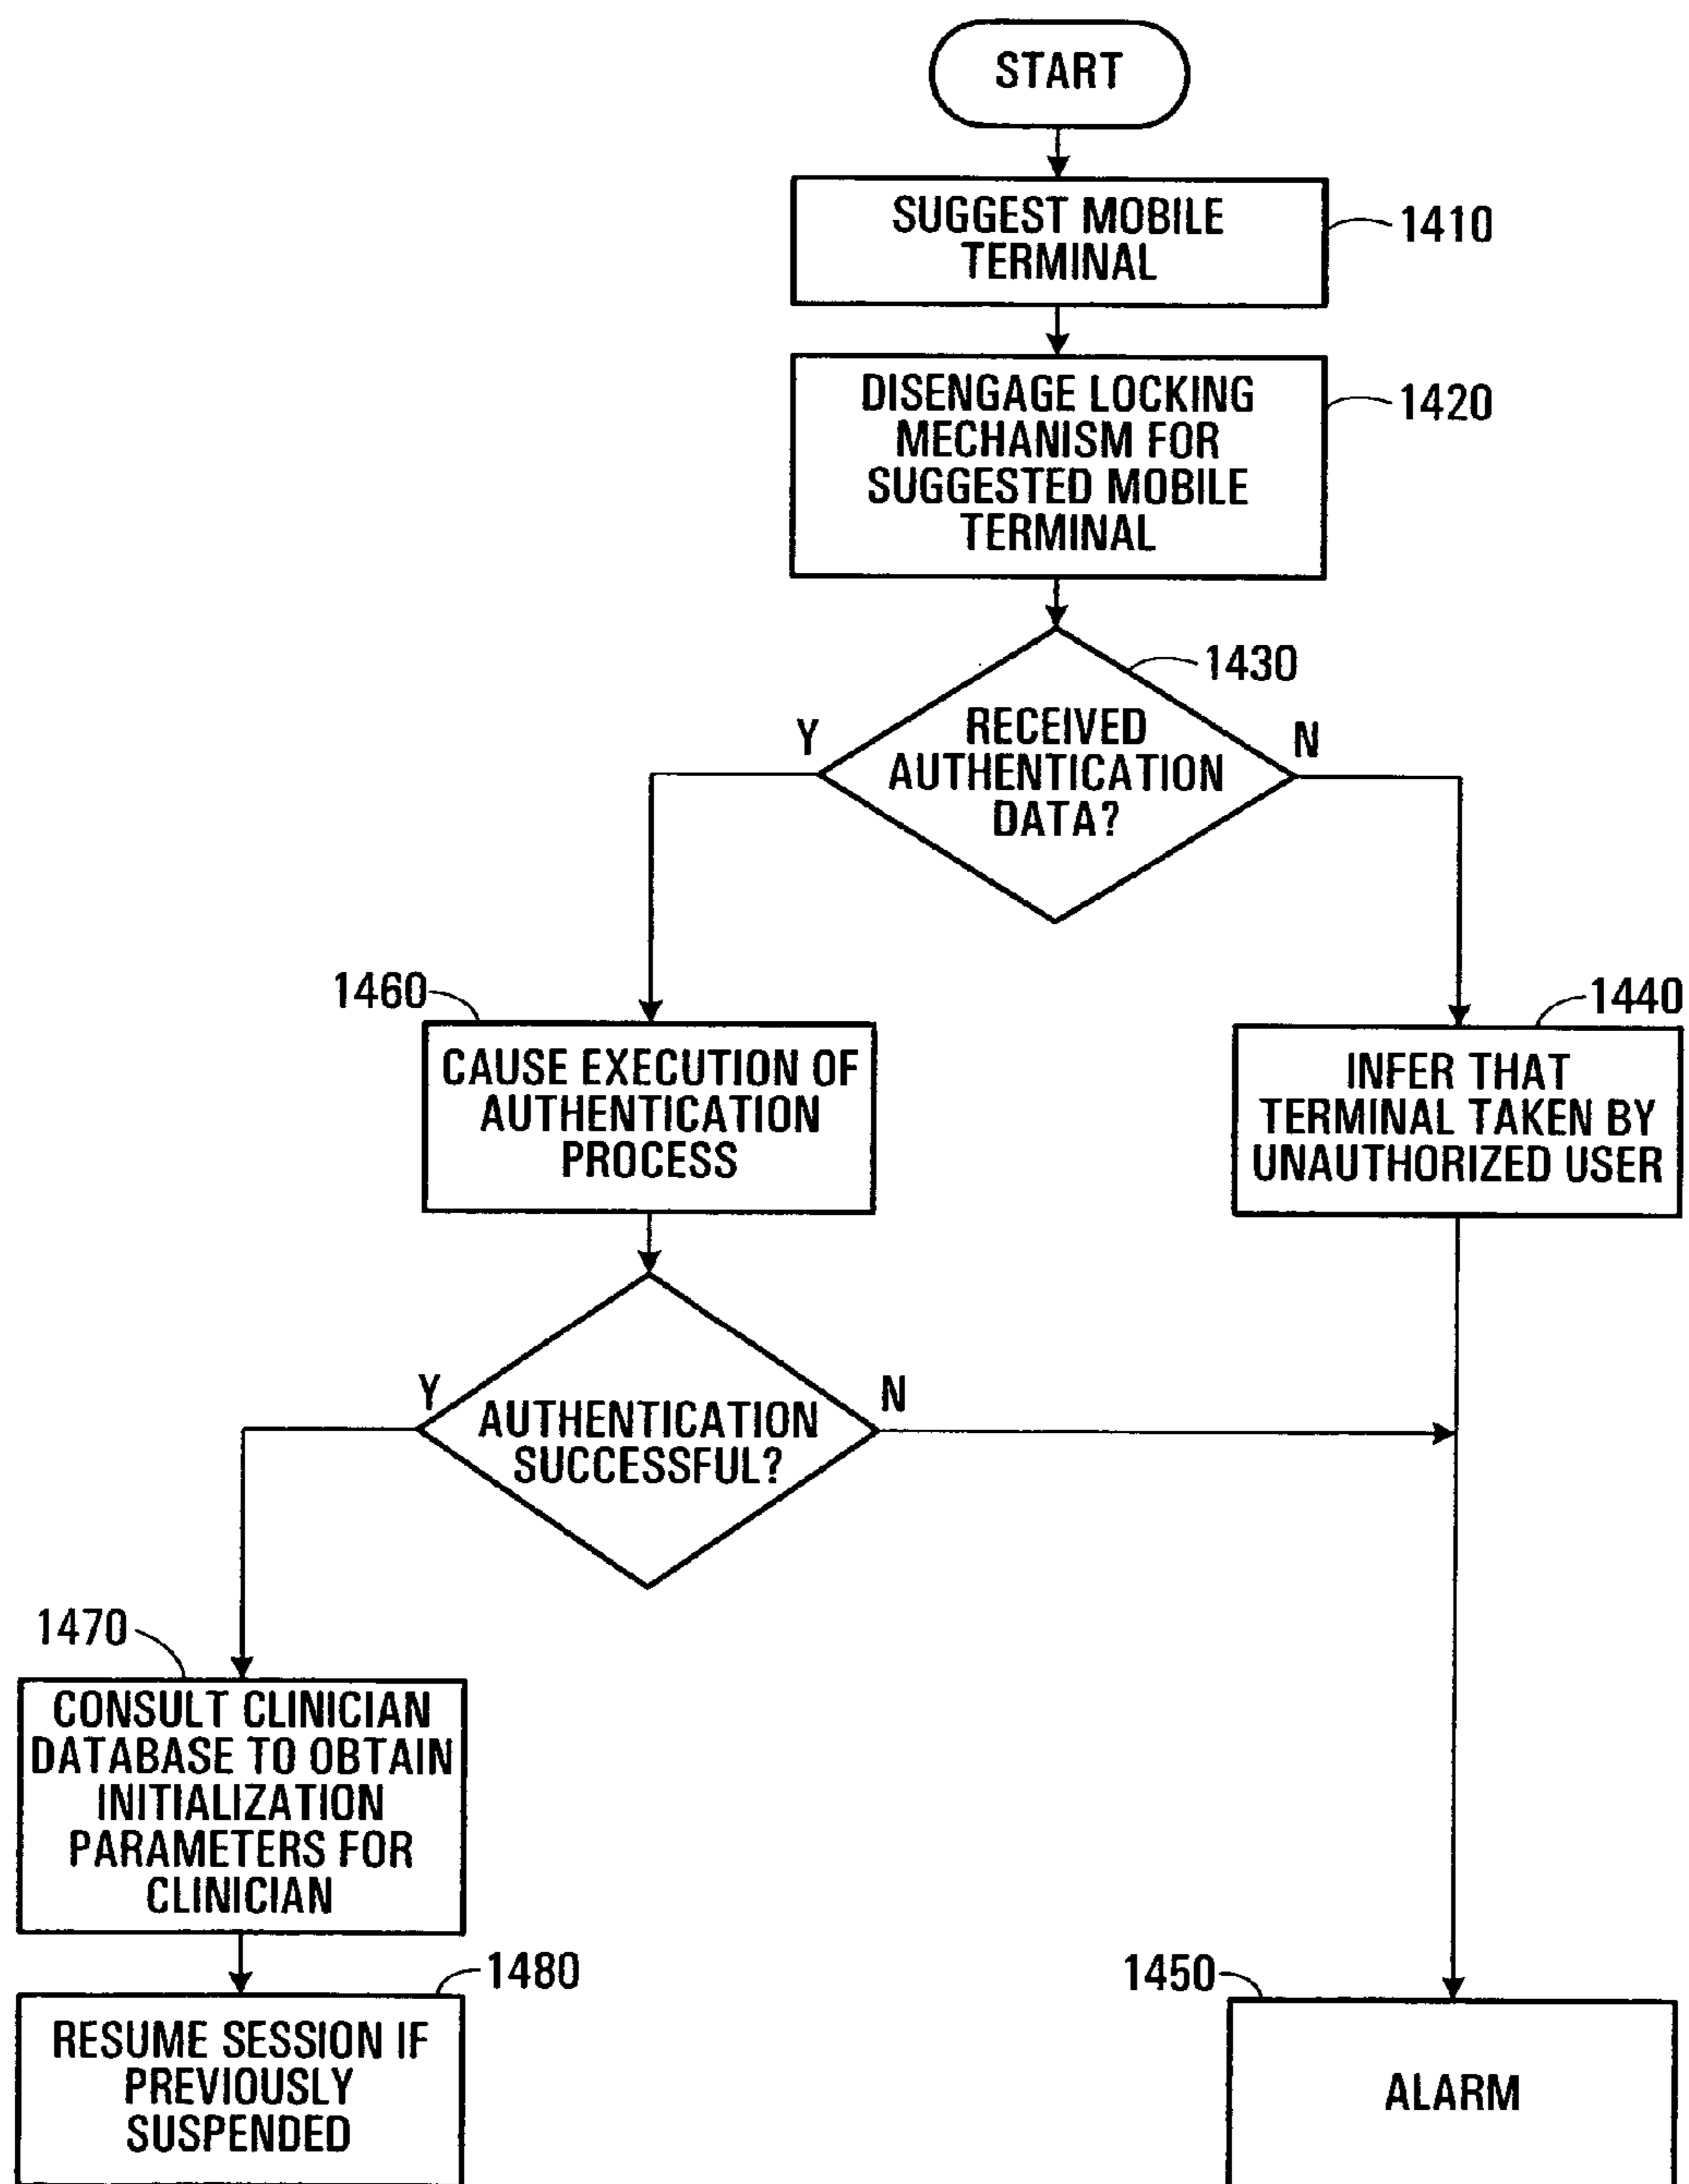 START
SUGGEST MOBILE
TERMINAL
1410
DISENGAGE LOCKING
MECHANISM FOR
SUGGESTED MOBILE
TERMINAL
1420
1430
RECEIVED
AUTHENTICATION
DATA?
Y
N
1460
CAUSE EXECUTION OF
AUTHENTICATION
PROCESS
1440
INFER THAT
TERMINAL TAKEN BY
UNAUTHORIZED USER
Y
N
AUTHENTICATION
SUCCESSFUL?
1470
CONSULT CLINICIAN
DATABASE TO OBTAIN
INITIALIZATION
PARAMETERS FOR
CLINICIAN
1480
RESUME SESSION IF
PREVIOUSLY
SUSPENDED
1450
ALARM